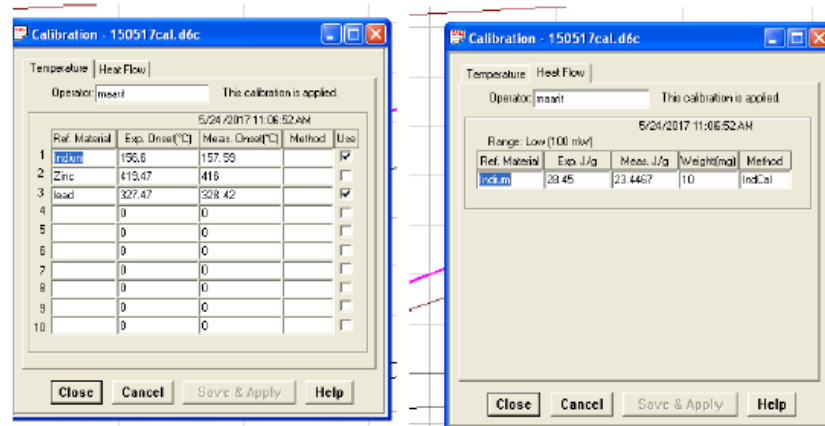 Calibration - 150517cal.d6c
Temperature Heat Flow
Operator: maarit This calibration is applied.
5/24/2017 11:06:52 AM
Ref. Material Exp. Onset(°C) Meas. Onset(°C) Method Use
1 Indium 156.6 157.59
2 Zinc 419.47 416
3 lead 327.47 328.42
4 0 0
5 0 0
6 0 0
7 0 0
8 0 0
9 0 0
10 0 0
Close Cancel Save & Apply Help
Calibration - 150517cal.d6c
Temperature Heat Flow
Operator: maarit This calibration is applied.
5/24/2017 11:06:52 AM
Range: Low (100 mW)
Ref. Material Exp. J/g Meas. J/g Weight(mg) Method
Indium 28.45 23.4467 10 IndCal
Close Cancel Save & Apply Help